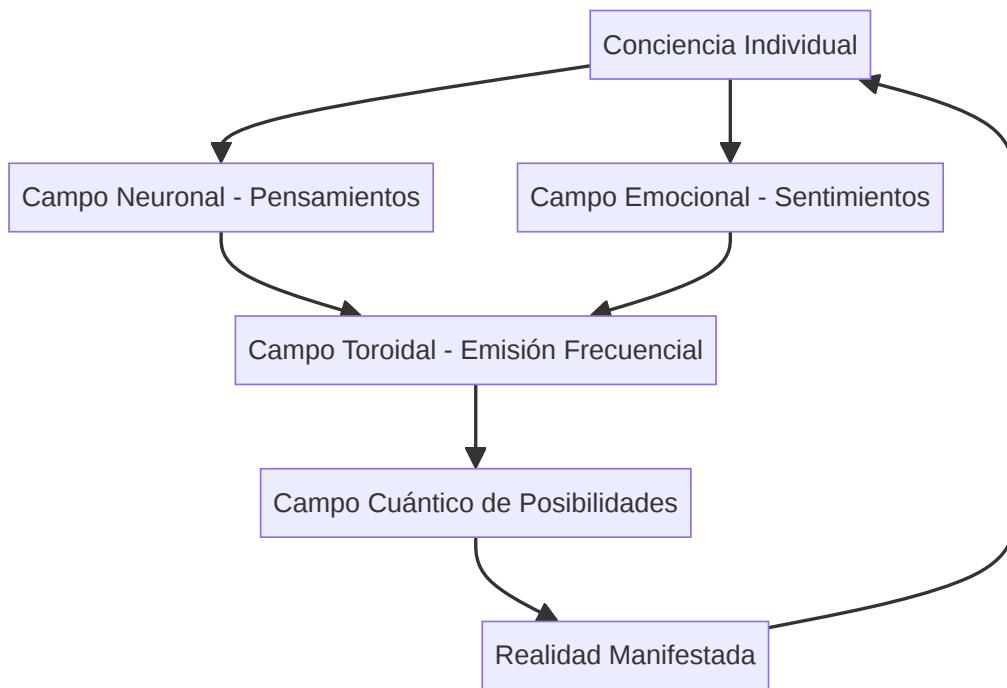 Conciencia Individual
Campo Neuronal - Pensamientos
Campo Emocional - Sentimientos
Campo Toroidal - Emisión Frecuencial
Campo Cuántico de Posibilidades
Realidad Manifestada